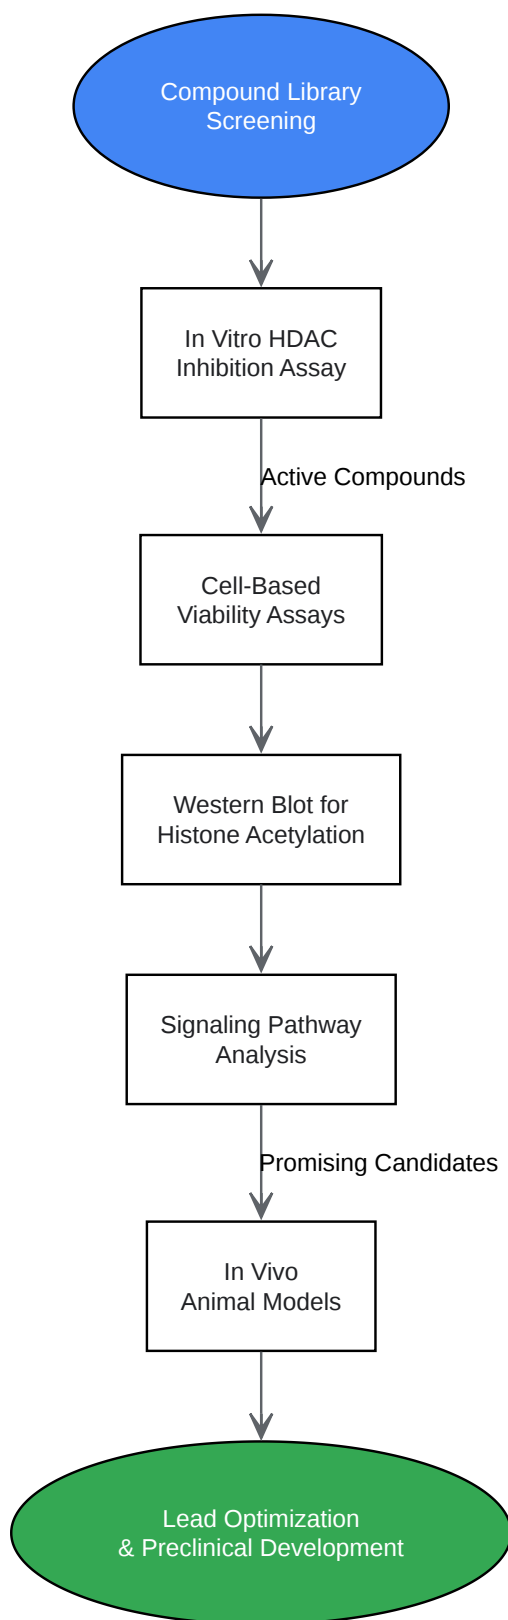 Compound Library
Screening
In Vitro HDAC
Inhibition Assay
Active Compounds
Cell-Based
Viability Assays
Western Blot for
Histone Acetylation
Signaling Pathway
Analysis
Promising Candidates
In Vivo
Animal Models
Lead Optimization
& Preclinical Development